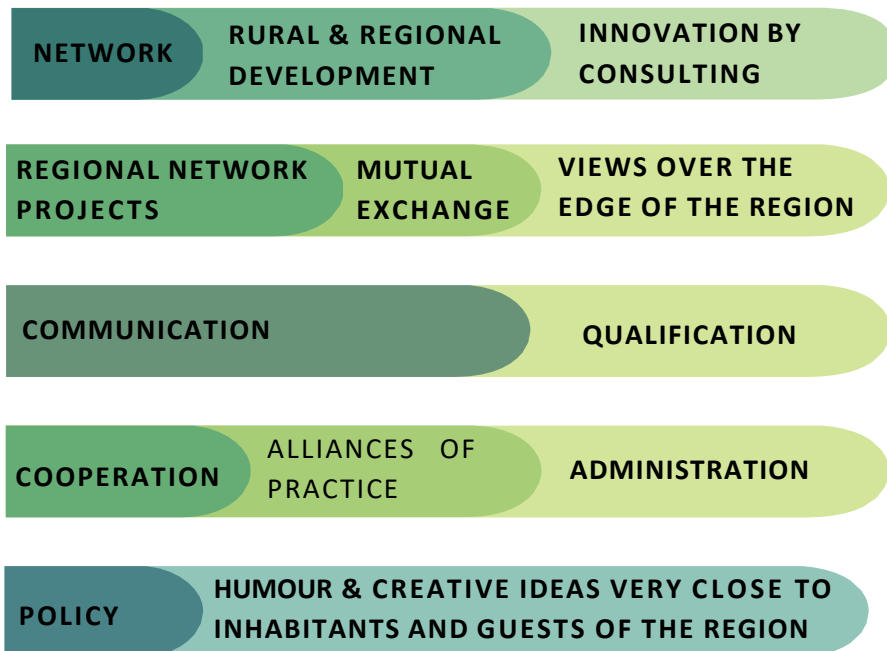 NETWORK
RURAL & REGIONAL
DEVELOPMENT
INNOVATION BY
CONSULTING
REGIONAL NETWORK
PROJECTS
MUTUAL
EXCHANGE
VIEWS OVER THE
EDGE OF THE REGION
COMMUNICATION
QUALIFICATION
COOPERATION
ALLIANCES OF
PRACTICE
ADMINISTRATION
POLICY
HUMOUR & CREATIVE IDEAS VERY CLOSE TO
INHABITANTS AND GUESTS OF THE REGION